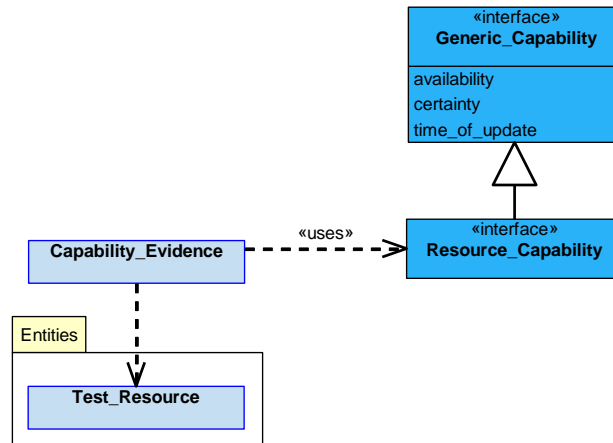 «interface»
Generic_Capability
availability
certainty
time_of_update
«interface»
Resource_Capability
«uses»
Capability_Evidence
Entities
Test_Resource